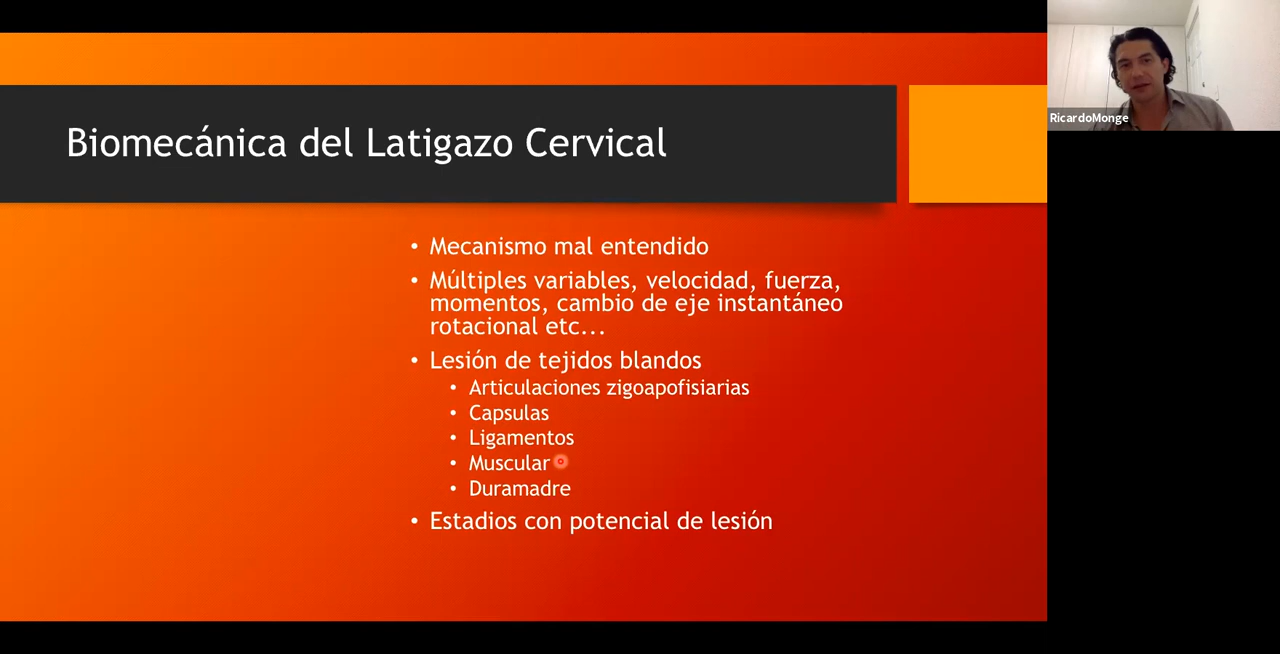 Biomecánica del Latigazo Cervical
RicardoMonge
• Mecanismo mal entendido
• Múltiples variables, velocidad, fuerza,
momentos, cambio de eje instantáneo
rotacional etc...
• Lesión de tejidos blandos
• Articulaciones zigoapofisiarias
• Capsulas
• Ligamentos
• Muscular
• Duramadre
• Estadios con potencial de lesión